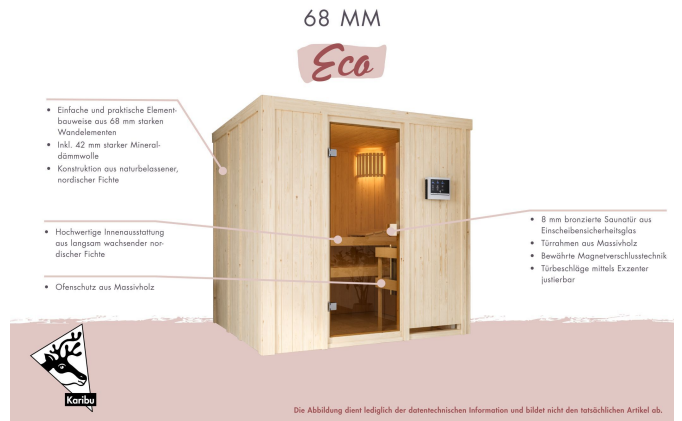 68 MM
Eco
• Einfache und praktische Element-
bauweise aus 68 mm starken
Wandelementen
• Inkl. 42 mm starker Mineral-
dämmwolle
• Konstruktion aus naturbelassener,
nordischer Fichte
• Hochwertige Innenausstattung
aus langsam wachsender nor-
discher Fichte
• Ofenschutz aus Massivholz
• 8 mm bronzierte Saunatür aus
Einscheibensicherheitsglas
• Türrahmen aus Massivholz
• Bewährte Magnetverschlusstechnik
• Türbeschläge mittels Exzenter
justierbar
Karibu
Die Abbildung dient lediglich der datentechnischen Information und bildet nicht den tatsächlichen Artikel ab.